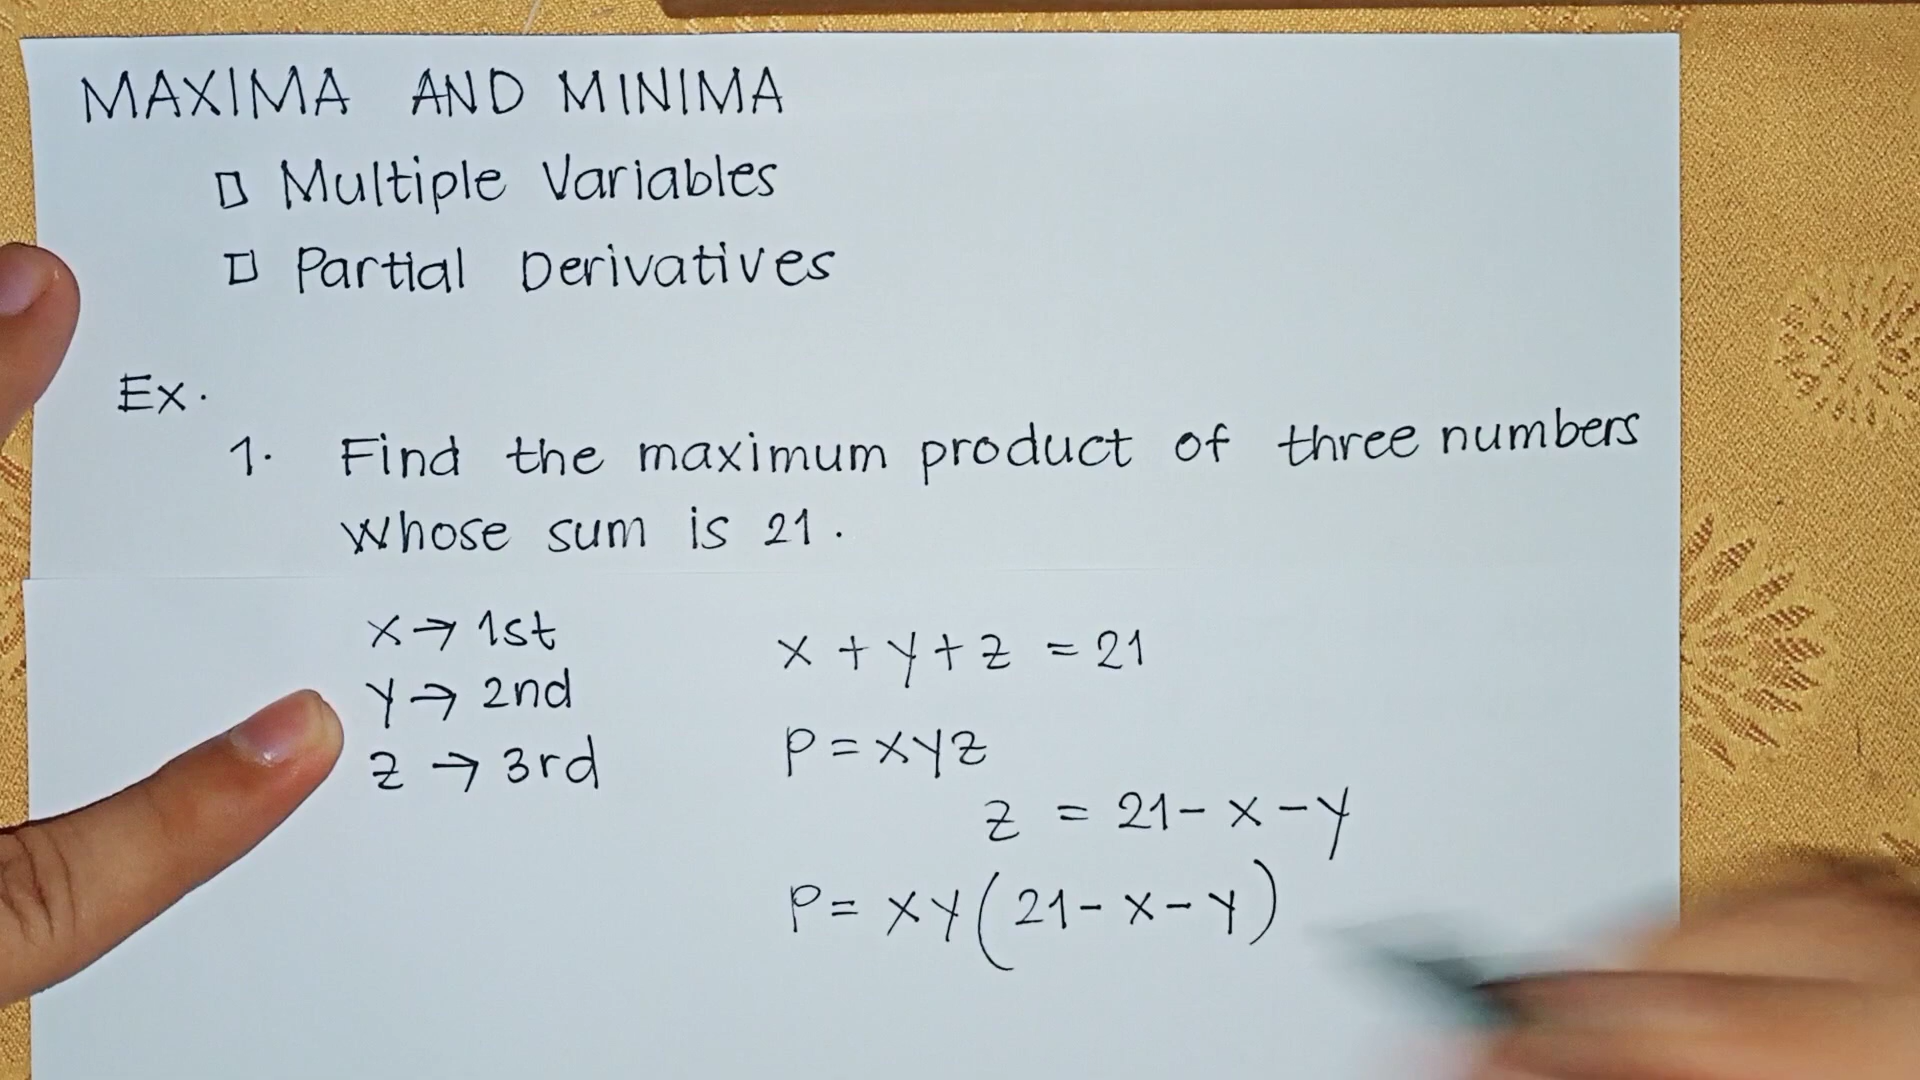 MAXIMA AND MINIMA
Multiple Variables
Partial Derivatives
Ex.
1. Find the maximum product of three numbers
whose sum is 21.
x → 1st
y → 2nd
z → 3rd
x + y + z = 21
P = xyz
z = 21 - x - y
P = xy(21 - x - y)